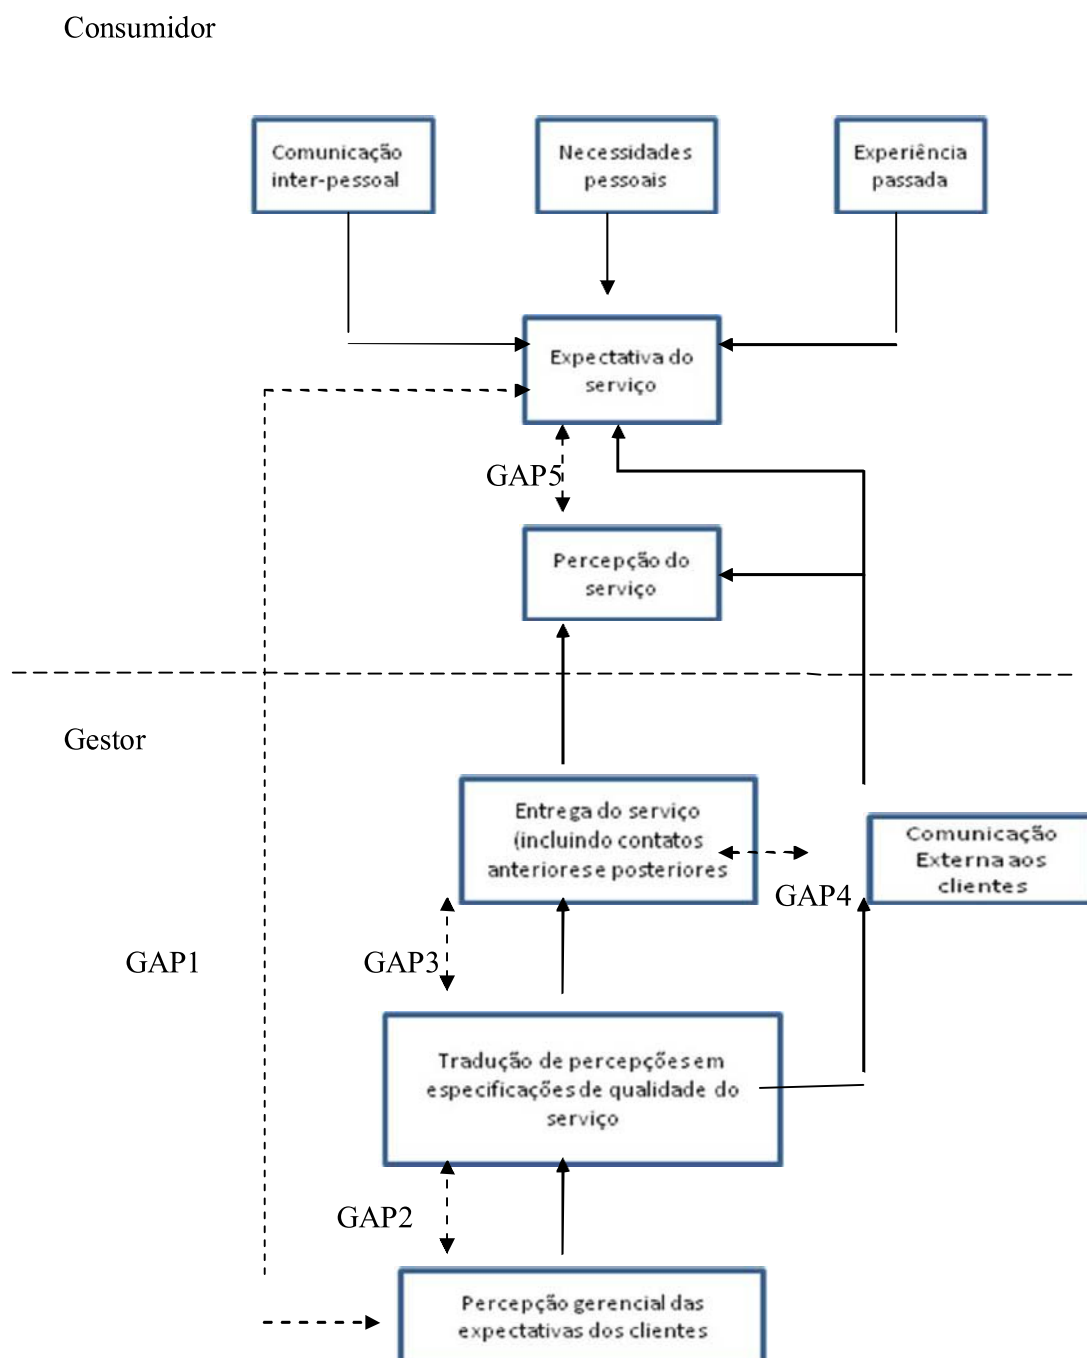 Consumidor
Comunicação
inter-pessoal
Necessidades
pessoais
Experiência
passada
Expectativa do
serviço
GAP5
Percepção do
serviço
Gestor
Entrega do serviço
(incluindo contatos
anteriores e posteriores
Comunicação
Externa aos
clientes
GAP4
GAP1
GAP3
Tradução de percepções em
especificações de qualidade do
serviço
GAP2
Percepção gerencial das
expectativas dos clientes